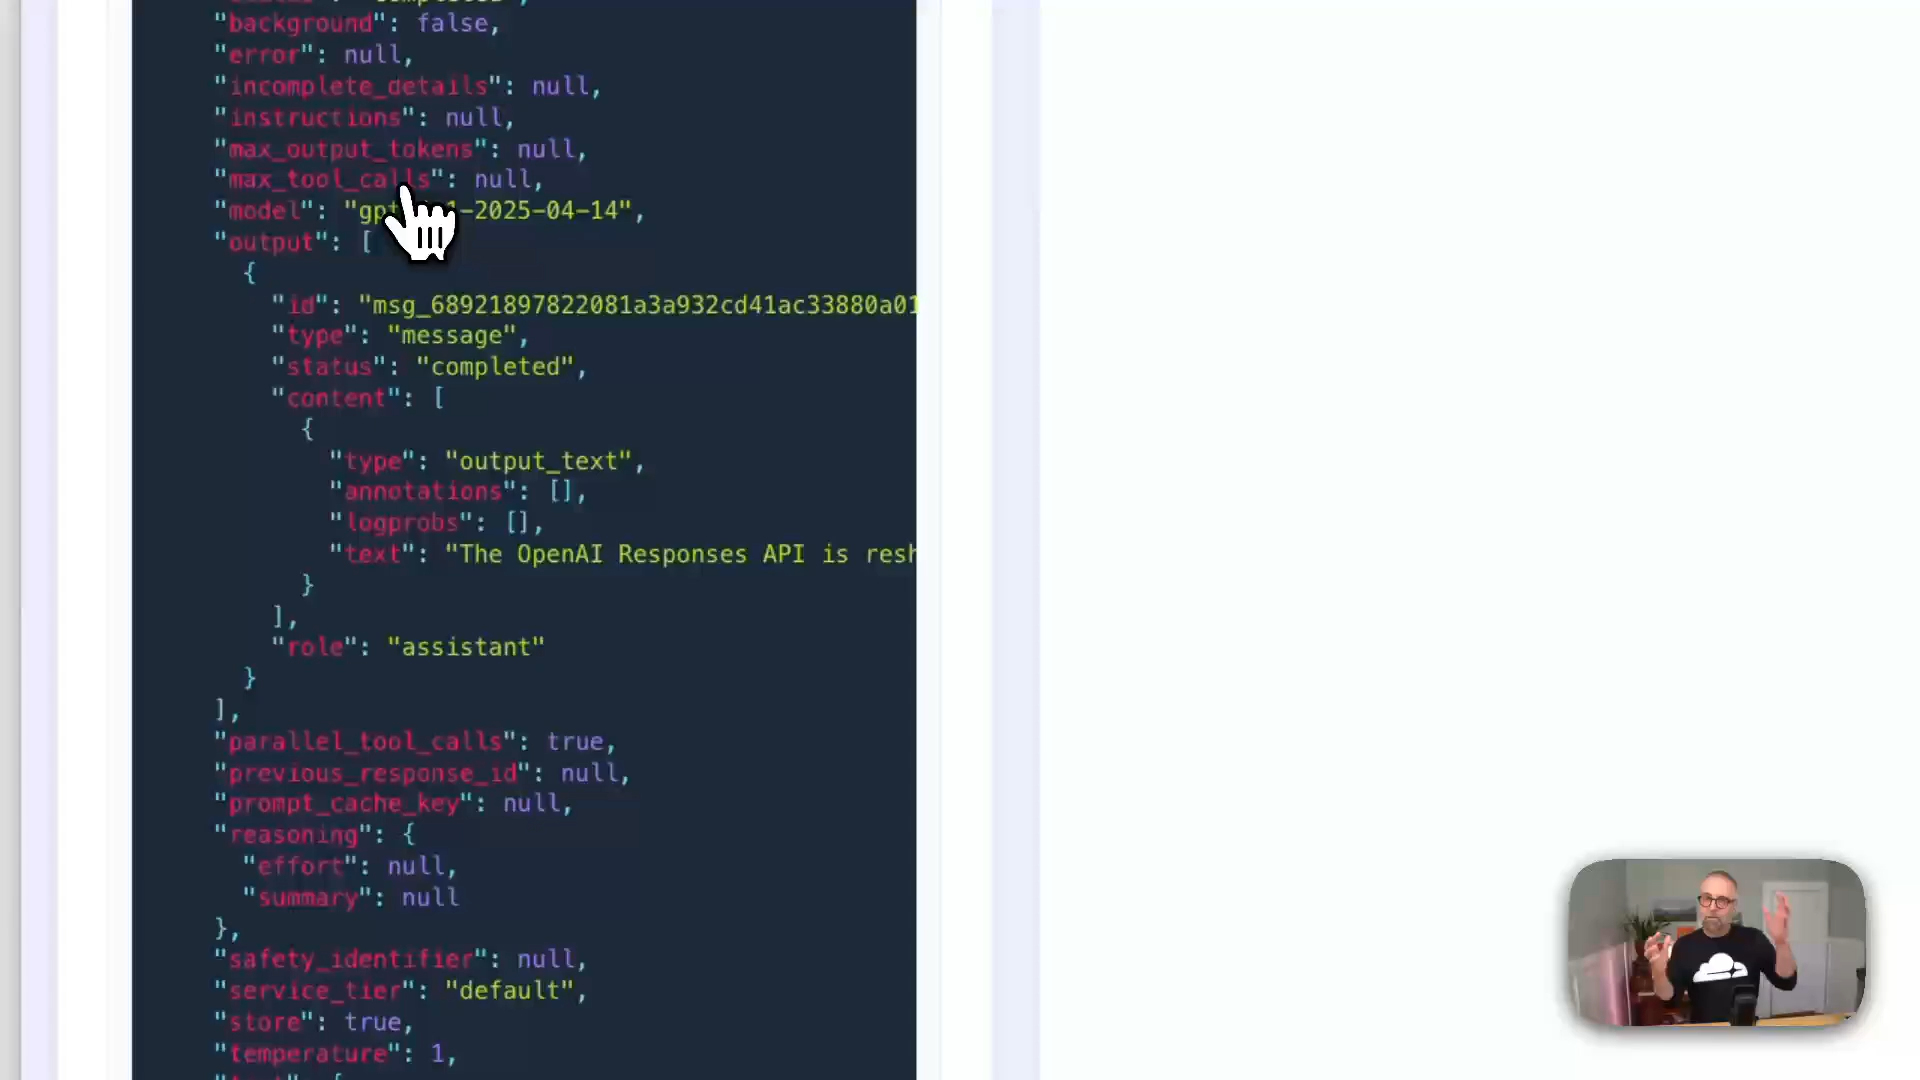 "background": false,
"error": null,
"incomplete_details": null,
"instructions": null,
"max_output_tokens": null,
"max_tool_calls": null,
"model": "gpt 1-2025-04-14",
"output": [
{
"id": "msg_68921897822081a3a932cd41ac33880a01
"type": "message",
"status": "completed",
"content": [
{
"type": "output_text",
"annotations": [],
"logprobs": [],
"text": "The OpenAI Responses API is resh
}
],
"role": "assistant"
}
],
"parallel_tool_calls": true,
"previous_response_id": null,
"prompt_cache_key": null,
"reasoning": {
"effort": null,
"summary": null
},
"safety_identifier": null,
"service_tier": "default",
"store": true,
"temperature": 1,